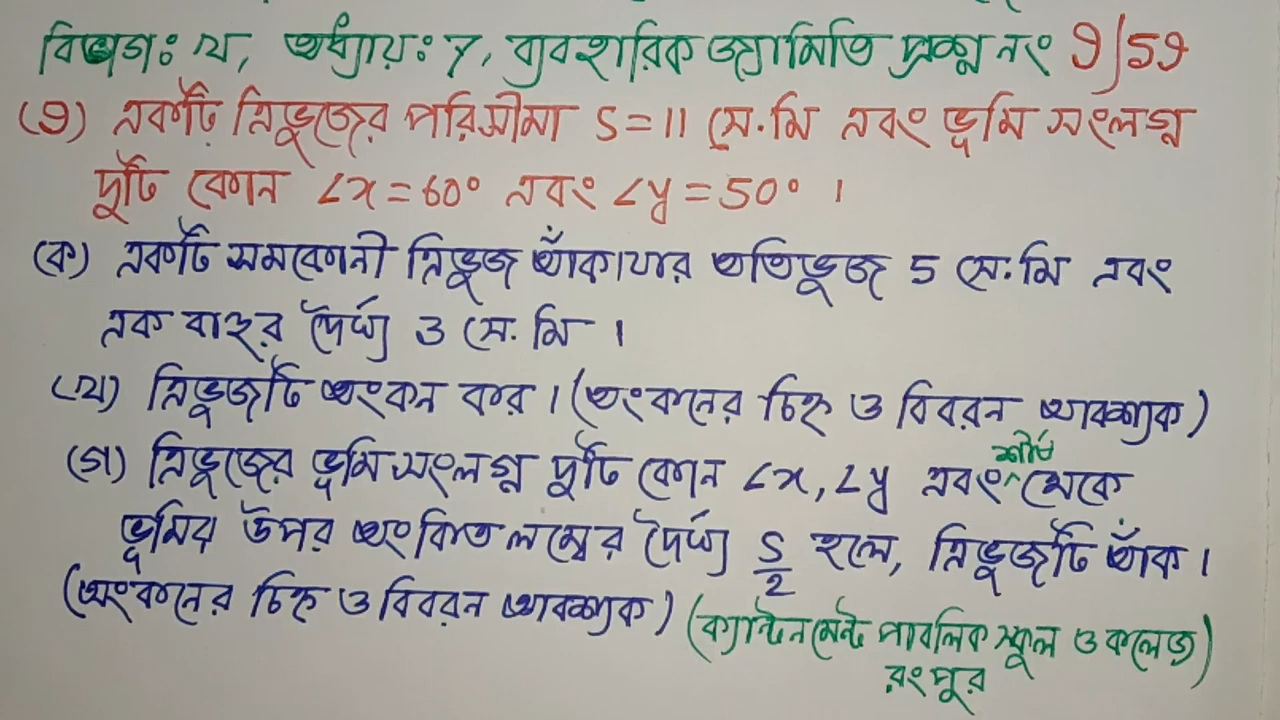 বিভাগঃ খ, অধ্যায়ঃ 7, ব্যবহারিক জ্যামিতি প্রশ্ন নং ৭/59
(৭) একটি ত্রিভুজের পরিসীমা S = 11 সে.মি এবং ভূমি সংলগ্ন
দুটি কোন ∠x = 60° এবং ∠y = 50° ।
(ক) একটি সমকোনী ত্রিভুজ আঁক যার অতিভুজ 5 সে.মি এবং
এক বাহুর দৈর্ঘ্য 3 সে.মি ।
(খ) ত্রিভুজটি অংকন কর । (অংকনের চিহ্ন ও বিবরন আবশ্যক)
(গ) ত্রিভুজের ভূমি সংলগ্ন দুটি কোন ∠x, ∠y এবং শীর্ষ থেকে
ভূমির উপর অংকিত লম্বের দৈর্ঘ্য S/2 হলে, ত্রিভুজটি আঁক ।
(অংকনের চিহ্ন ও বিবরন আবশ্যক) (ক্যান্টনমেন্ট পাবলিক স্কুল ও কলেজ)
রংপুর